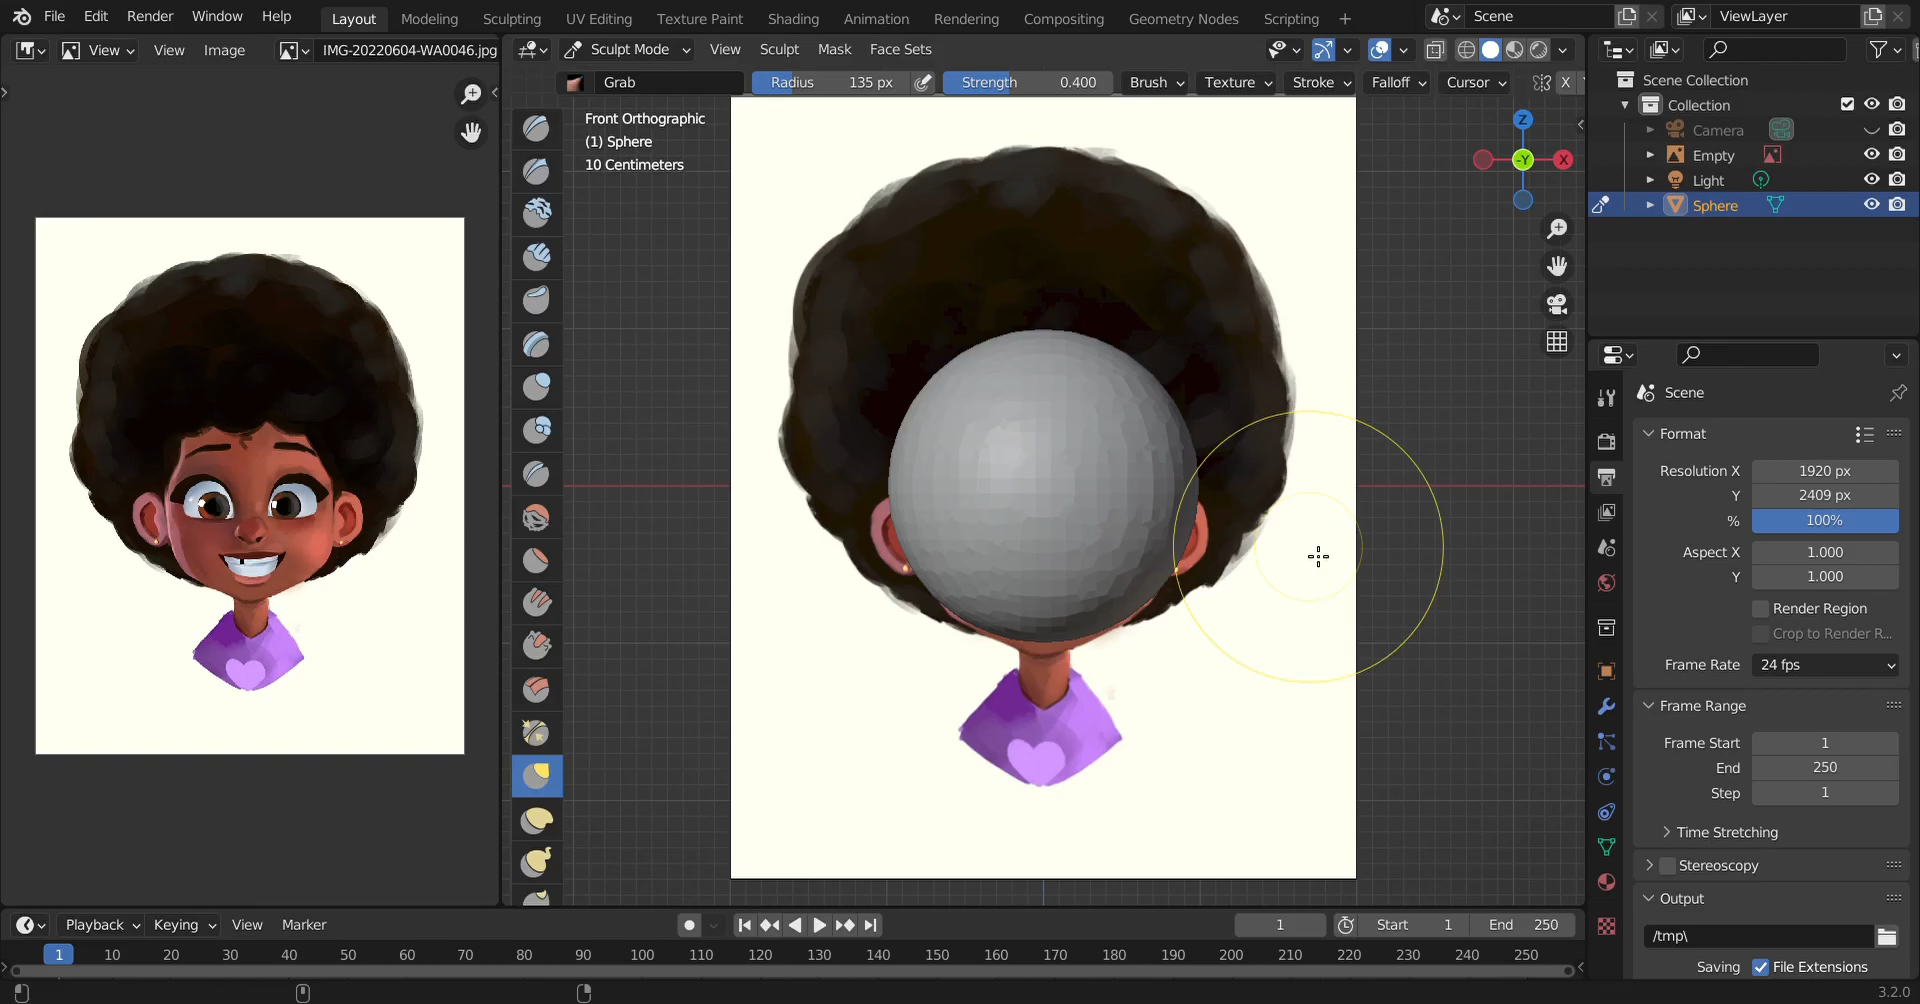 File Edit Render Window Help Layout Modeling Sculpting UV Editing Texture Paint Shading Animation Rendering Compositing Geometry Nodes Scripting + Scene ViewLayer
View View Image IMG-20220604-WA0046.jpg Sculpt Mode View Sculpt Mask Face Sets
Grab Radius 135 px Strength 0.400 Brush Texture Stroke Falloff Cursor X
Front Orthographic
(1) Sphere
10 Centimeters
Z
-Y
X
Scene Collection
Collection
Camera
Empty
Light
Sphere
Scene
Format
Resolution X 1920 px
Y 2409 px
% 100%
Aspect X 1.000
Y 1.000
Render Region
Crop to Render R...
Frame Rate 24 fps
Frame Range
Frame Start 1
End 250
Step 1
Time Stretching
Stereoscopy
Output
/tmp\
Saving File Extensions
Playback Keying View Marker 1 Start 1 End 250
1 10 20 30 40 50 60 70 80 90 100 110 120 130 140 150 160 170 180 190 200 210 220 230 240 250
3.2.0